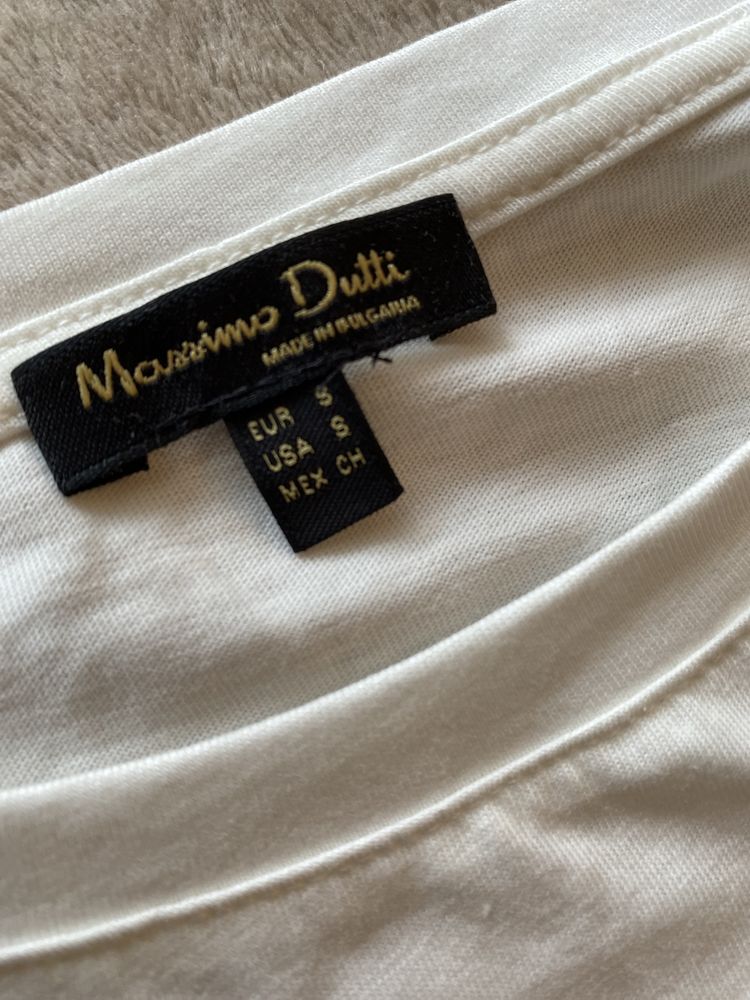 Massimo Dutti
MADE IN BULGARIA
EUR S
USA S
MEX CH